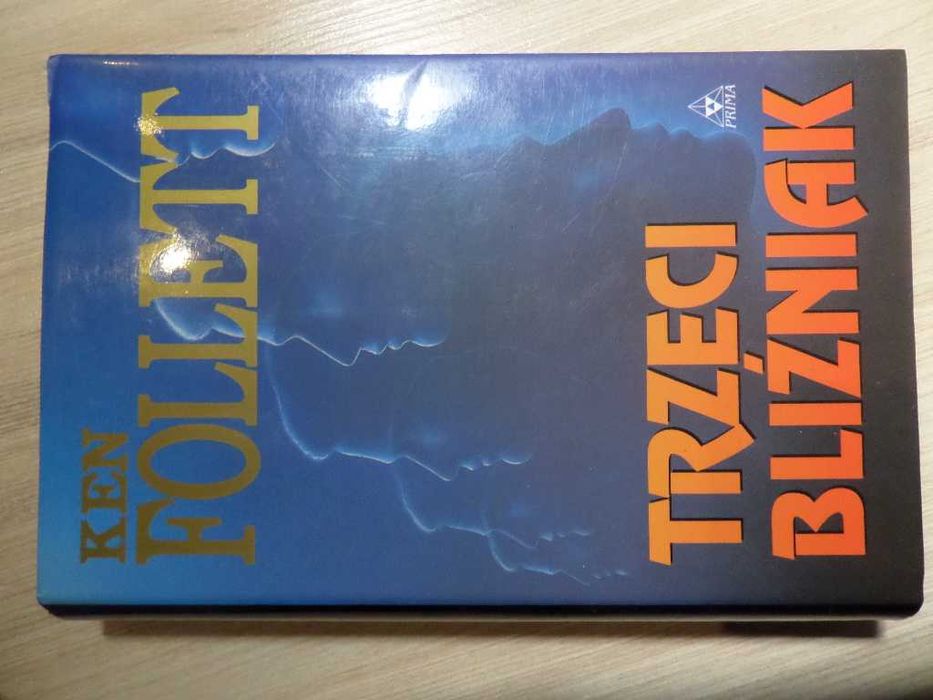 KEN
FOLLETT
PRIMA
TRZECI
BLIŹNIAK